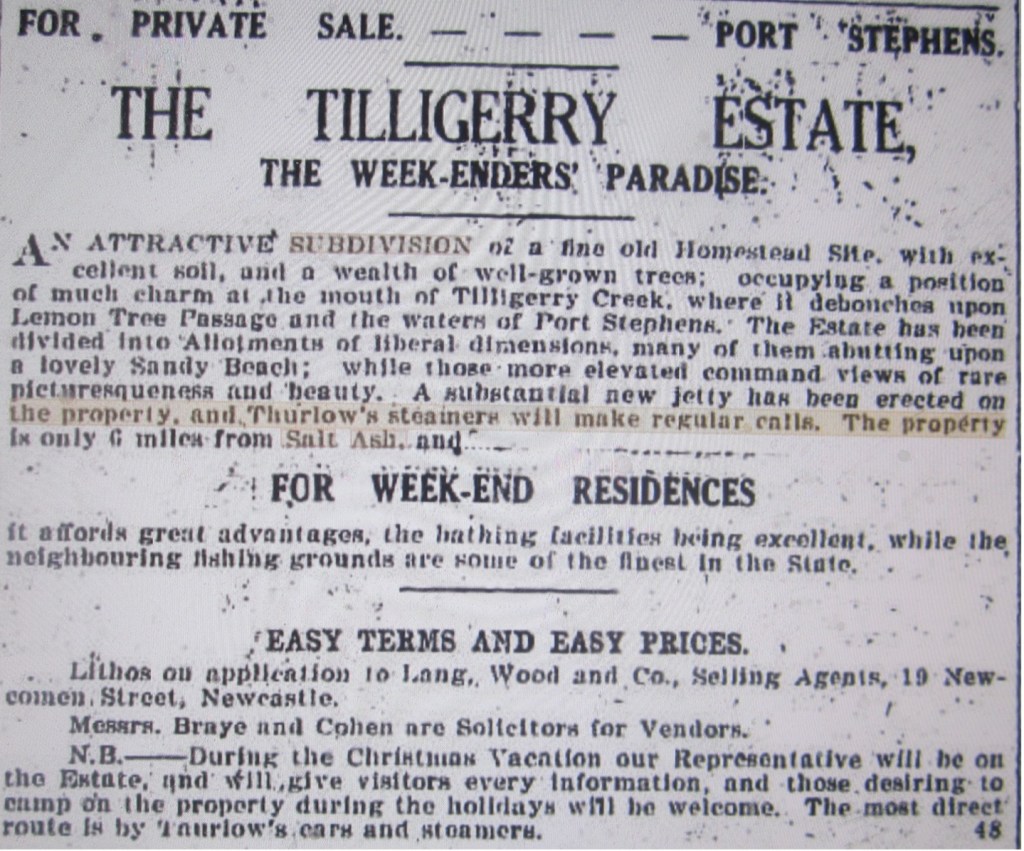 FOR PRIVATE SALE. — — — — PORT STEPHENS.
THE TILLIGERRY ESTATE,
THE WEEK-ENDERS' PARADISE.
AN ATTRACTIVE SUBDIVISION of a fine old Homestead Site, with ex-
cellent soil, and a wealth of well-grown trees; occupying a position
of much charm at the mouth of Tilligerry Creek, where it debouches upon
Lemon Tree Passage and the waters of Port Stephens. The Estate has been
divided into Allotments of liberal dimensions, many of them abutting upon
a lovely Sandy Beach; while those more elevated command views of rare
picturesqueness and beauty. A substantial new jetty has been erected on
the property, and Thurlow's steamers will make regular calls. The property
is only 6 miles from Salt Ash, and
FOR WEEK-END RESIDENCES
it affords great advantages, the bathing facilities being excellent, while the
neighbouring fishing grounds are some of the finest in the State.
EASY TERMS AND EASY PRICES.
Lithos on application to Lang, Wood and Co., Selling Agents, 19 New-
comen Street, Newcastle.
Messrs. Braye and Cohen are Solicitors for Vendors.
N.B.—During the Christmas Vacation our Representative will be on
the Estate, and will give visitors every information, and those desiring to
camp on the property during the holidays will be welcome. The most direct
route is by Thurlow's cars and steamers. 48